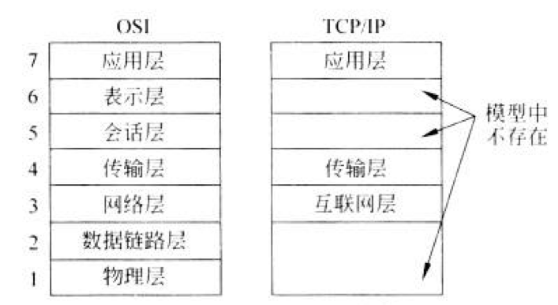 OSI TCP/IP
7 应用层 应用层
6 表示层
5 会话层
模型中
不存在
4 传输层 传输层
3 网络层 互联网层
2 数据链路层
1 物理层